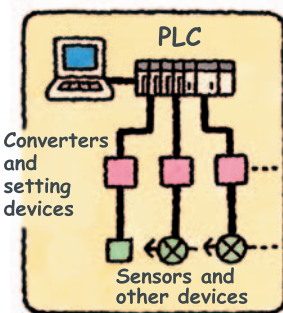 PLC
Converters
and
setting
devices
Sensors and
other devices